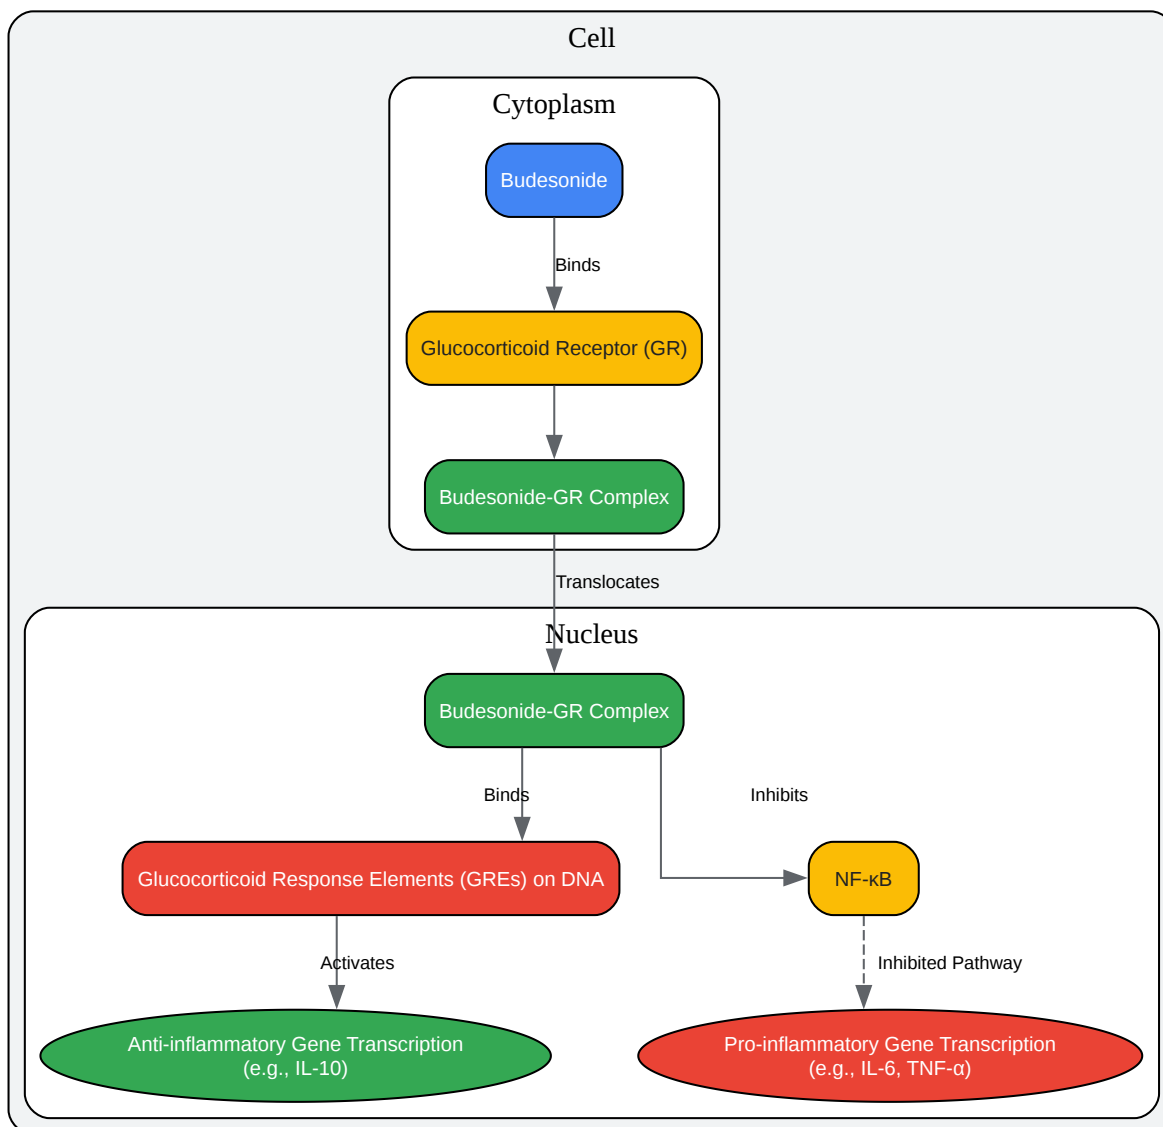 Cell
Cytoplasm
Budesonide
Binds
Glucocorticoid Receptor (GR)
Budesonide-GR Complex
Translocates
Nucleus
Budesonide-GR Complex
Binds
Inhibits
Glucocorticoid Response Elements (GREs) on DNA
NF-κB
Activates
Inhibited Pathway
Anti-inflammatory Gene Transcription
(e.g., IL-10)
Pro-inflammatory Gene Transcription
(e.g., IL-6, TNF-α)